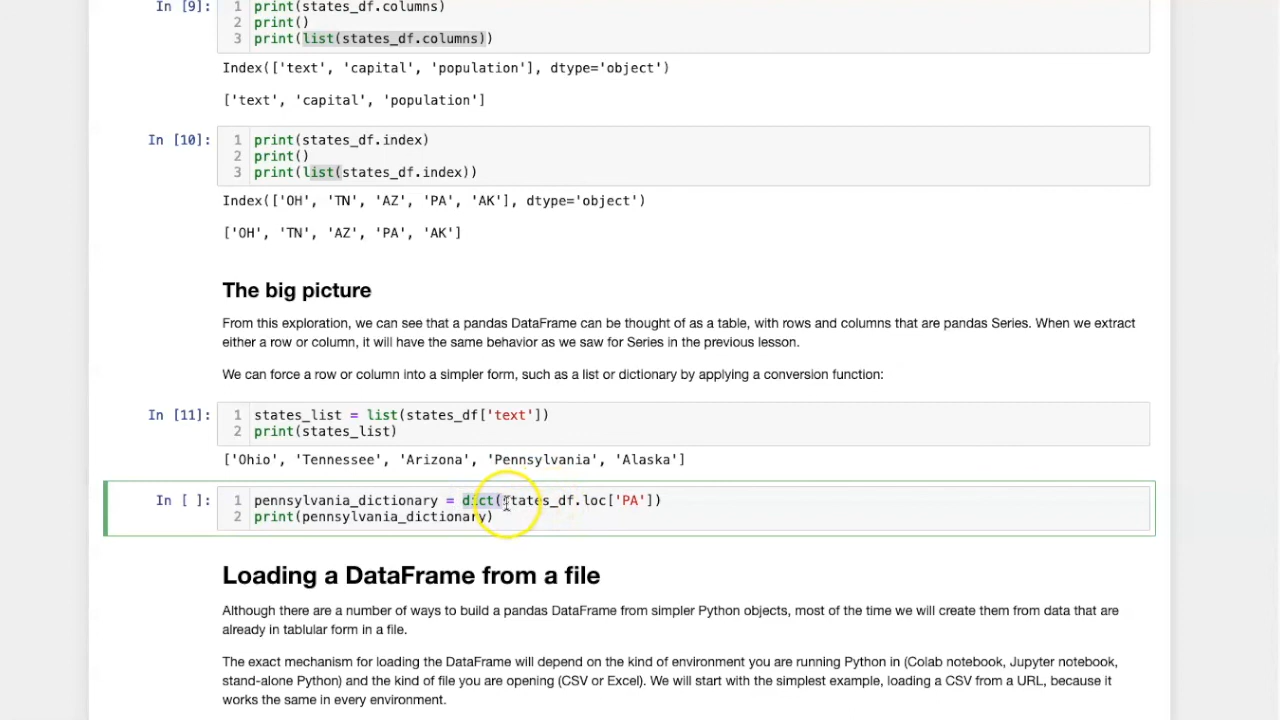 In [9]: 1 print(states_df.columns)
2 print()
3 print(list(states_df.columns))
Index(['text', 'capital', 'population'], dtype='object')
['text', 'capital', 'population']
In [10]: 1 print(states_df.index)
2 print()
3 print(list(states_df.index))
Index(['OH', 'TN', 'AZ', 'PA', 'AK'], dtype='object')
['OH', 'TN', 'AZ', 'PA', 'AK']
The big picture
From this exploration, we can see that a pandas DataFrame can be thought of as a table, with rows and columns that are pandas Series. When we extract
either a row or column, it will have the same behavior as we saw for Series in the previous lesson.
We can force a row or column into a simpler form, such as a list or dictionary by applying a conversion function:
In [11]: 1 states_list = list(states_df['text'])
2 print(states_list)
['Ohio', 'Tennessee', 'Arizona', 'Pennsylvania', 'Alaska']
In [ ]: 1 pennsylvania_dictionary = dict(states_df.loc['PA'])
2 print(pennsylvania_dictionary)
Loading a DataFrame from a file
Although there are a number of ways to build a pandas DataFrame from simpler Python objects, most of the time we will create them from data that are
already in tablular form in a file.
The exact mechanism for loading the DataFrame will depend on the kind of environment you are running Python in (Colab notebook, Jupyter notebook,
stand-alone Python) and the kind of file you are opening (CSV or Excel). We will start with the simplest example, loading a CSV from a URL, because it
works the same in every environment.